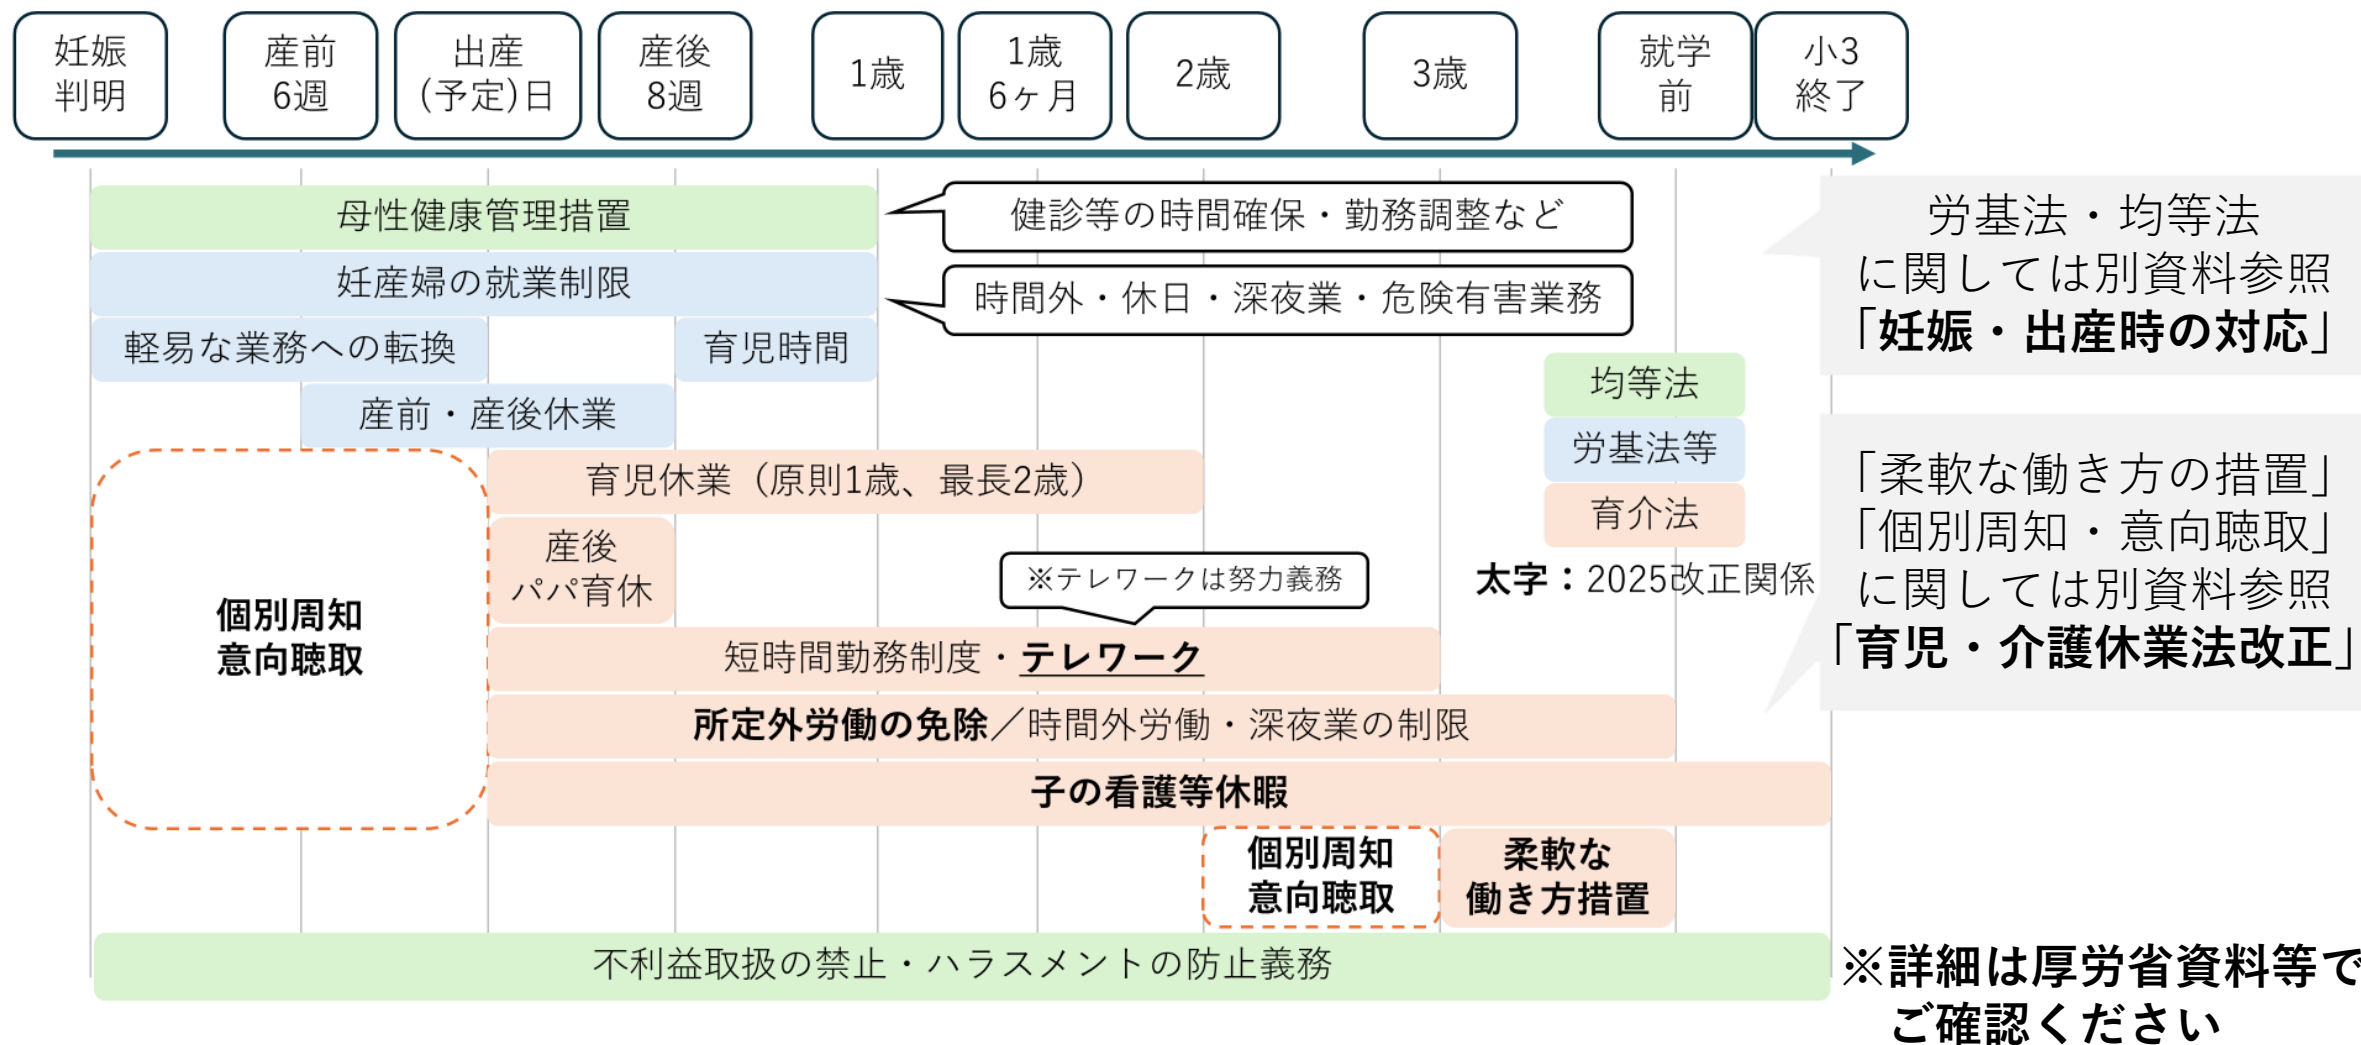 妊娠
判明
産前
6週
出産
(予定)日
産後
8週
1歳
1歳
6ヶ月
2歳
3歳
就学
前
小3
終了
母性健康管理措置
健診等の時間確保・勤務調整など
妊産婦の就業制限
時間外・休日・深夜業・危険有害業務
軽易な業務への転換
育児時間
産前・産後休業
育児休業（原則1歳、最長2歳）
産後
パパ育休
個別周知
意向聴取
※テレワークは努力義務
短時間勤務制度・テレワーク
所定外労働の免除／時間外労働・深夜業の制限
子の看護等休暇
個別周知
意向聴取
柔軟な
働き方措置
不利益取扱の禁止・ハラスメントの防止義務
均等法
労基法等
育介法
太字：2025改正関係
労基法・均等法
に関しては別資料参照
「妊娠・出産時の対応」
「柔軟な働き方の措置」
「個別周知・意向聴取」
に関しては別資料参照
「育児・介護休業法改正」
※詳細は厚労省資料等で
ご確認ください